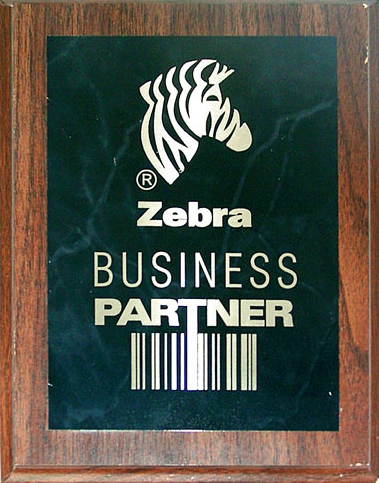 ®
Zebra
BUSINESS
PARTNER